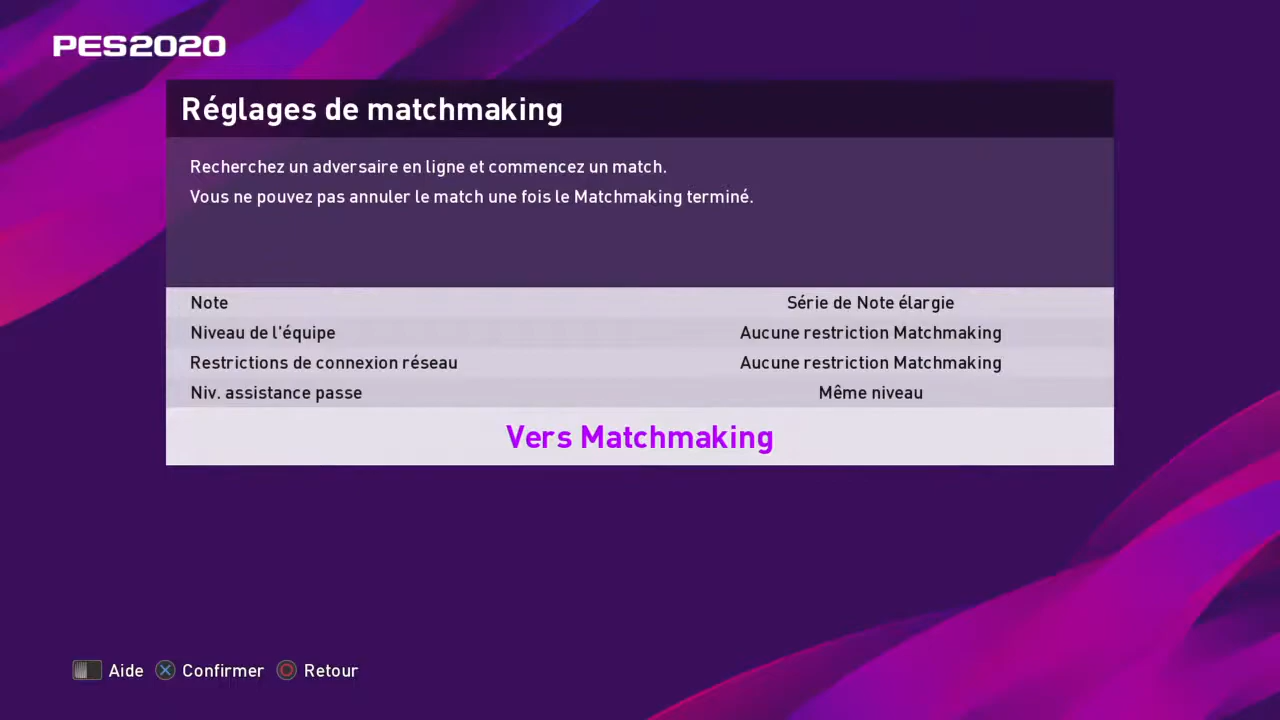 PES2020
Réglages de matchmaking
Recherchez un adversaire en ligne et commencez un match.
Vous ne pouvez pas annuler le match une fois le Matchmaking terminé.
Note Série de Note élargie
Niveau de l'équipe Aucune restriction Matchmaking
Restrictions de connexion réseau Aucune restriction Matchmaking
Niv. assistance passe Même niveau
Vers Matchmaking
Aide Confirmer Retour